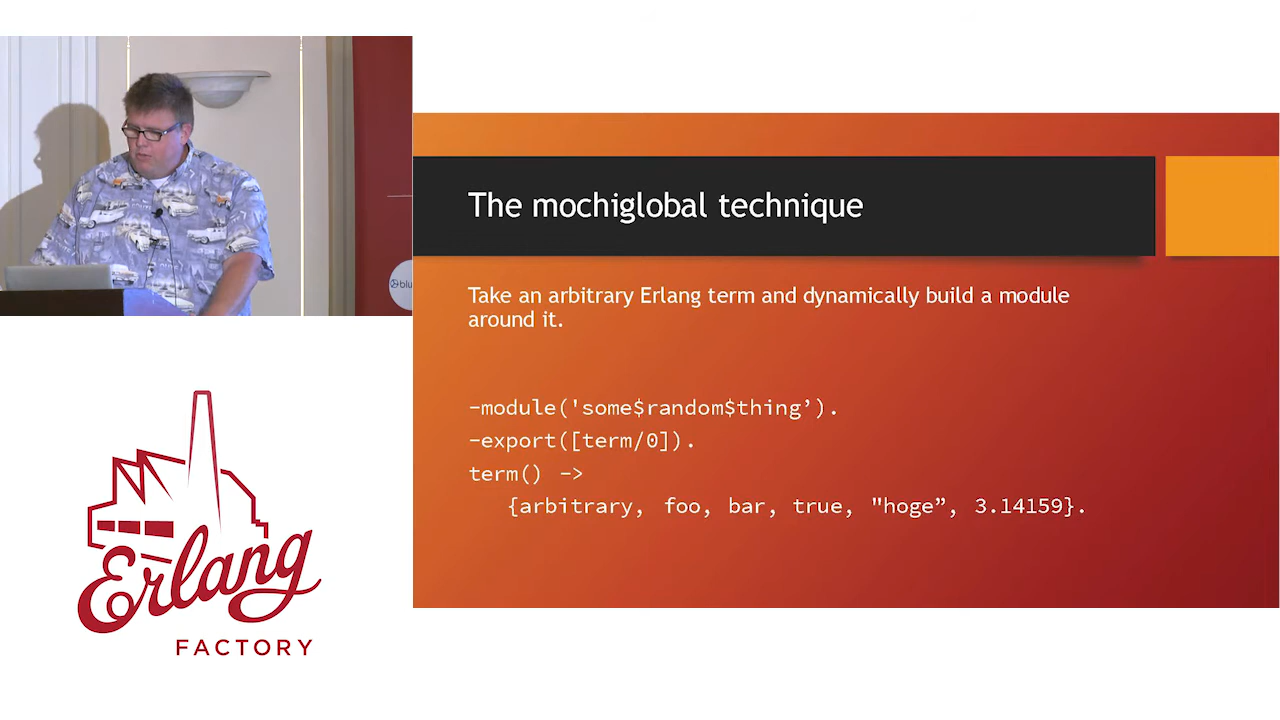 The mochiglobal technique
Take an arbitrary Erlang term and dynamically build a module
around it.
-module('some$random$thing’).
-export([term/0]).
term() ->
{arbitrary, foo, bar, true, "hoge”, 3.14159}.
blu
Erlang
FACTORY